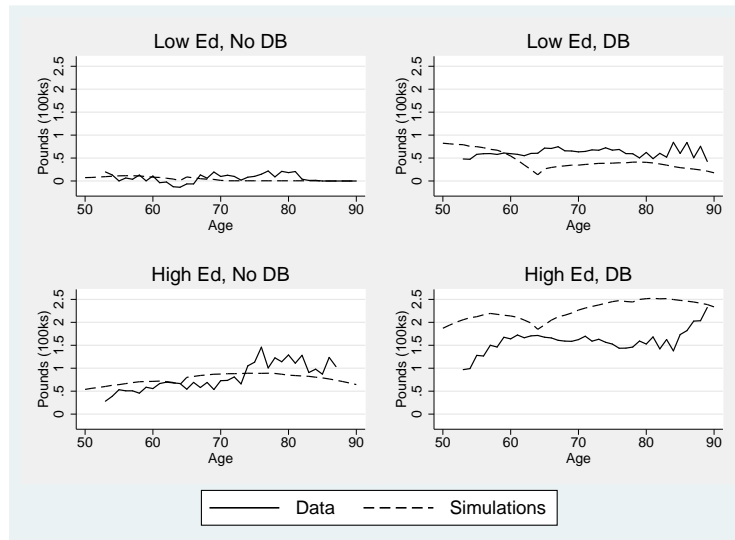 Low Ed, No DB
Pounds (100ks)
2.5
2
1.5
1
.5
0
50 60 70 80 90
Age
Low Ed, DB
Pounds (100ks)
2.5
2
1.5
1
.5
0
50 60 70 80 90
Age
High Ed, No DB
Pounds (100ks)
2.5
2
1.5
1
.5
0
50 60 70 80 90
Age
High Ed, DB
Pounds (100ks)
2.5
2
1.5
1
.5
0
50 60 70 80 90
Age
Data Simulations